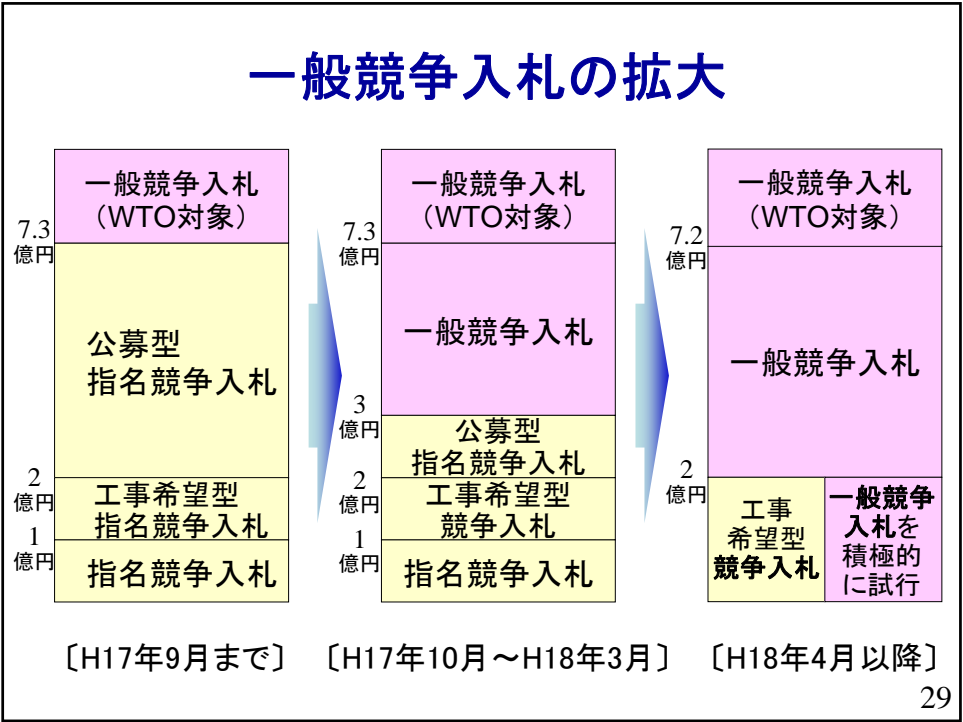 一般競争入札の拡大
一般競争入札
（WTO対象）
7.3
億円
公募型
指名競争入札
2
億円
工事希望型
指名競争入札
1
億円
指名競争入札
〔H17年9月まで〕
一般競争入札
（WTO対象）
7.3
億円
一般競争入札
3
億円
公募型
指名競争入札
2
億円
工事希望型
競争入札
1
億円
指名競争入札
〔H17年10月～H18年3月〕
一般競争入札
（WTO対象）
7.2
億円
一般競争入札
2
億円
工事
希望型
競争入札
一般競争
入札を
積極的
に試行
〔H18年4月以降〕
29